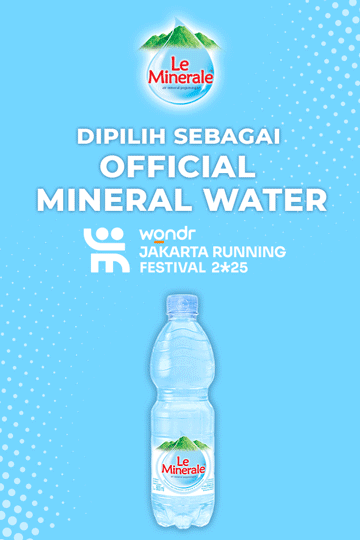 Le
Minerale
DIPILIH SEBAGAI
OFFICIAL
MINERAL WATER
wondr
JAKARTA RUNNING
FESTIVAL 2*25
Le
Minerale